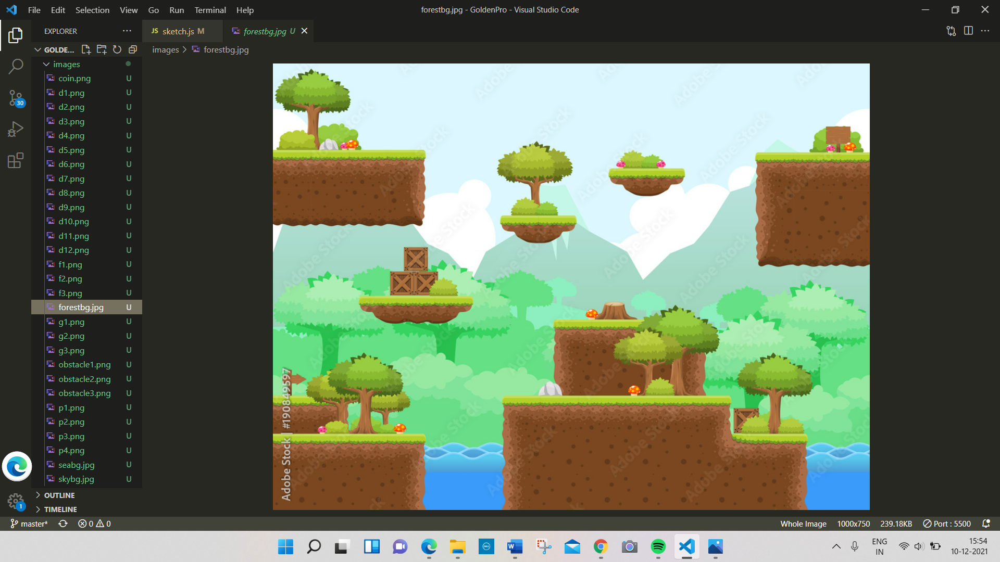 File Edit Selection View Go Run Terminal Help
forestbg.jpg - GoldenPro - Visual Studio Code
EXPLORER
JS sketch.js M
forestbg.jpg U
GOLDE...
images > forestbg.jpg
images
coin.png U
d1.png U
d2.png U
d3.png U
d4.png U
d5.png U
d6.png U
d7.png U
d8.png U
d9.png U
d10.png U
d11.png U
d12.png U
f1.png U
f2.png U
f3.png U
forestbg.jpg U
g1.png U
g2.png U
g3.png U
obstacle1.png U
obstacle2.png U
obstacle3.png U
p1.png U
p2.png U
p3.png U
p4.png U
seabg.jpg U
skybg.jpg U
OUTLINE
TIMELINE
30
1
Adobe Stock | #190849597
Adobe Stock
master* 0 0
Whole Image 1000x750 239.18KB Port : 5500
DELL
W
ENG
IN
15:54
10-12-2021